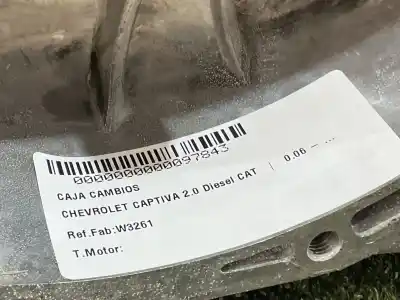 0000000000097843
CAJA CAMBIOS
CHEVROLET CAPTIVA 2.0 Diesel CAT | 0.06 – ...
Ref.Fab:W3261
T.Motor: